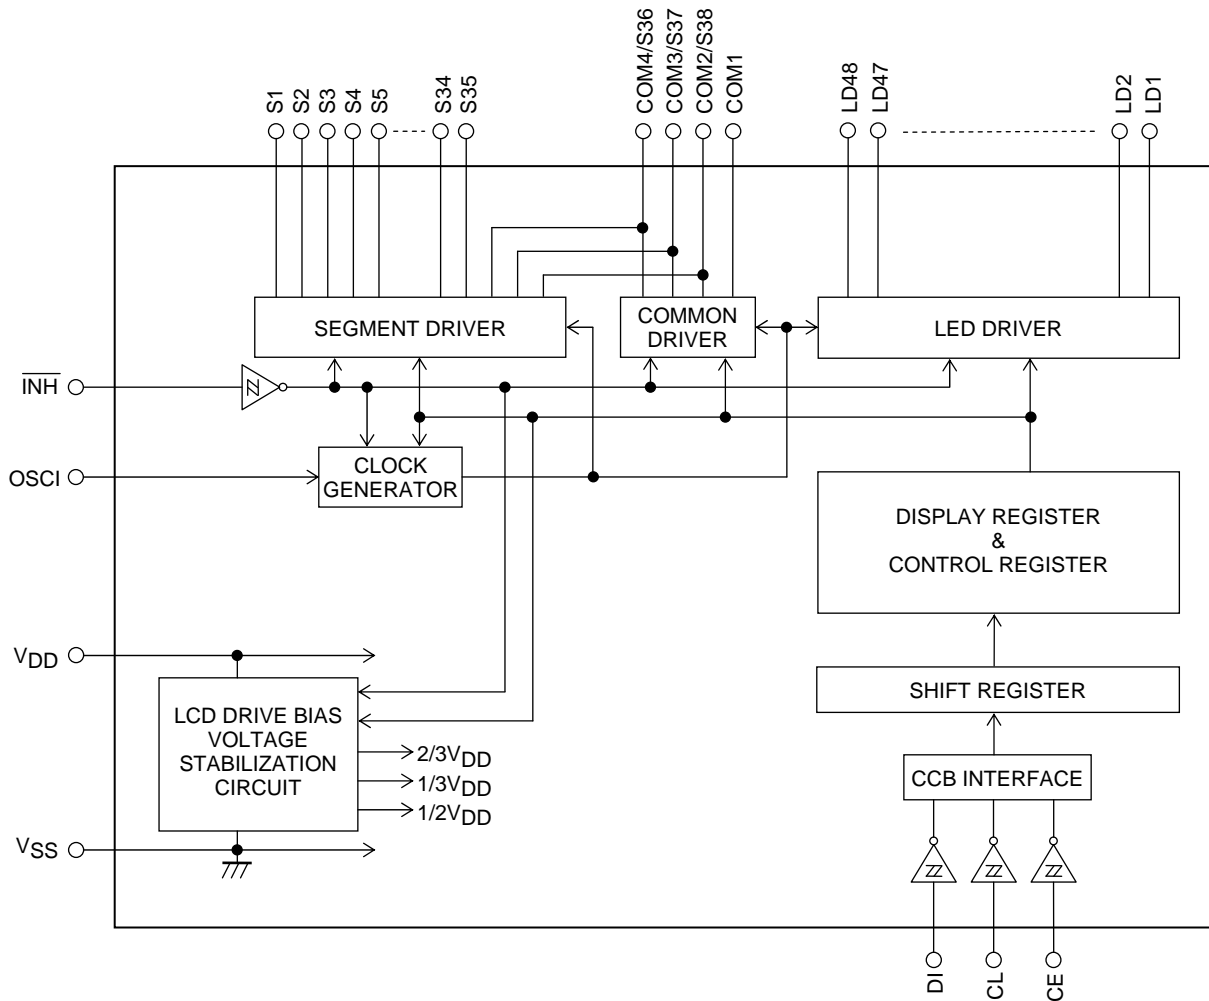 S1
S2
S3
S4
S5
S34
S35
COM4/S36
COM3/S37
COM2/S38
COM1
LD48
LD47
LD2
LD1
SEGMENT DRIVER
COMMON
DRIVER
LED DRIVER
INH
OSCI
CLOCK
GENERATOR
DISPLAY REGISTER
&
CONTROL REGISTER
VDD
SHIFT REGISTER
LCD DRIVE BIAS
VOLTAGE
STABILIZATION
CIRCUIT
2/3VDD
1/3VDD
1/2VDD
CCB INTERFACE
VSS
DI
CL
CE